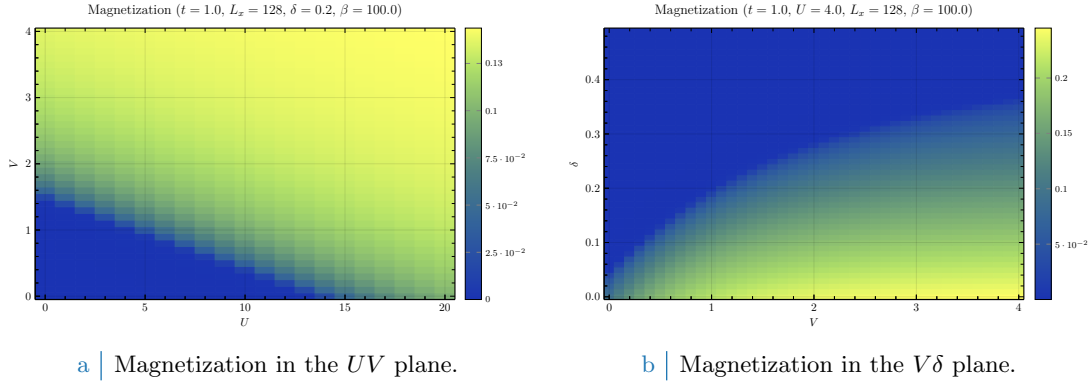 Magnetization (t = 1.0, Lₓ = 128, δ = 0.2, β = 100.0)
4
3
2
1
0
V
0 5 10 15 20
U
0.13
0.1
7.5 · 10⁻²
5 · 10⁻²
2.5 · 10⁻²
0
a | Magnetization in the UV plane.
Magnetization (t = 1.0, U = 4.0, Lₓ = 128, β = 100.0)
0.4
0.3
0.2
0.1
0.0
δ
0 1 2 3 4
V
0.2
0.15
0.1
5 · 10⁻²
b | Magnetization in the Vδ plane.